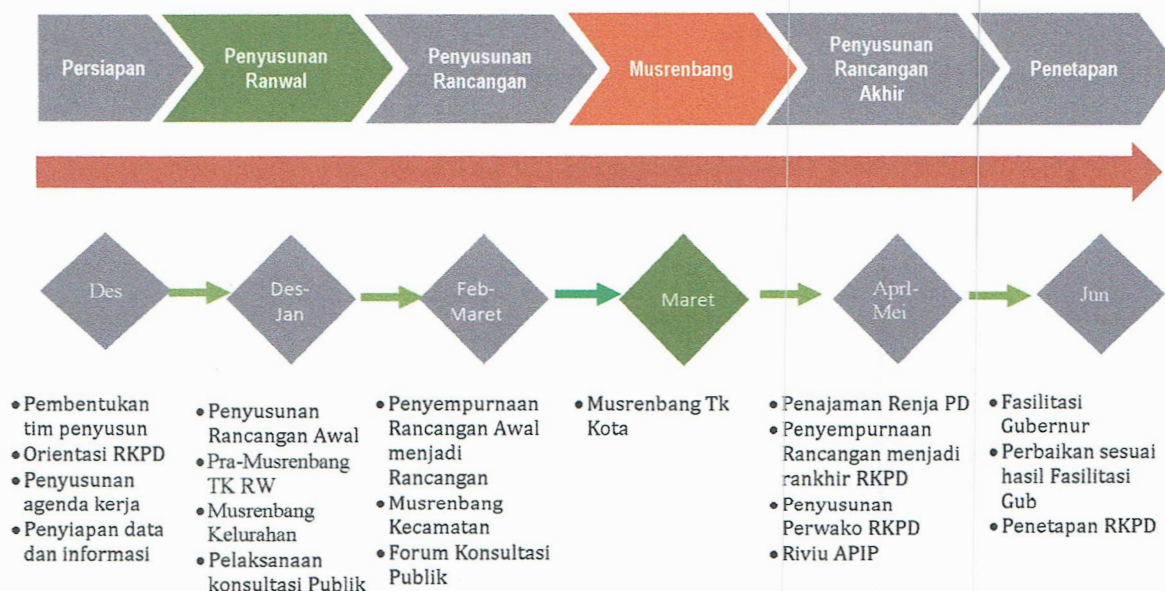 Persiapan
Penyusunan
Ranwal
Penyusunan
Rancangan
Musrenbang
Penyusunan
Rancangan
Akhir
Penetapan
Des
Des-
Jan
Feb-
Maret
Maret
Aprl-
Mei
Jun
• Pembentukan
tim penyusun
• Orientasi RKPD
• Penyusunan
agenda kerja
• Penyiapan data
dan informasi
• Penyusunan
Rancangan Awal
• Pra-Musrenbang
TK RW
• Musrenbang
Kelurahan
• Pelaksanaan
konsultasi Publik
• Penyempurnaan
Rancangan Awal
menjadi
Rancangan
• Musrenbang
Kecamatan
• Forum Konsultasi
Publik
• Musrenbang Tk
Kota
• Penajaman Renja PD
• Penyempurnaan
Rancangan menjadi
rankhir RKPD
• Penyusunan
Perwako RKPD
• Riviu APIP
• Fasilitasi
Gubernur
• Perbaikan sesuai
hasil Fasilitasi
Gub
• Penetapan RKPD